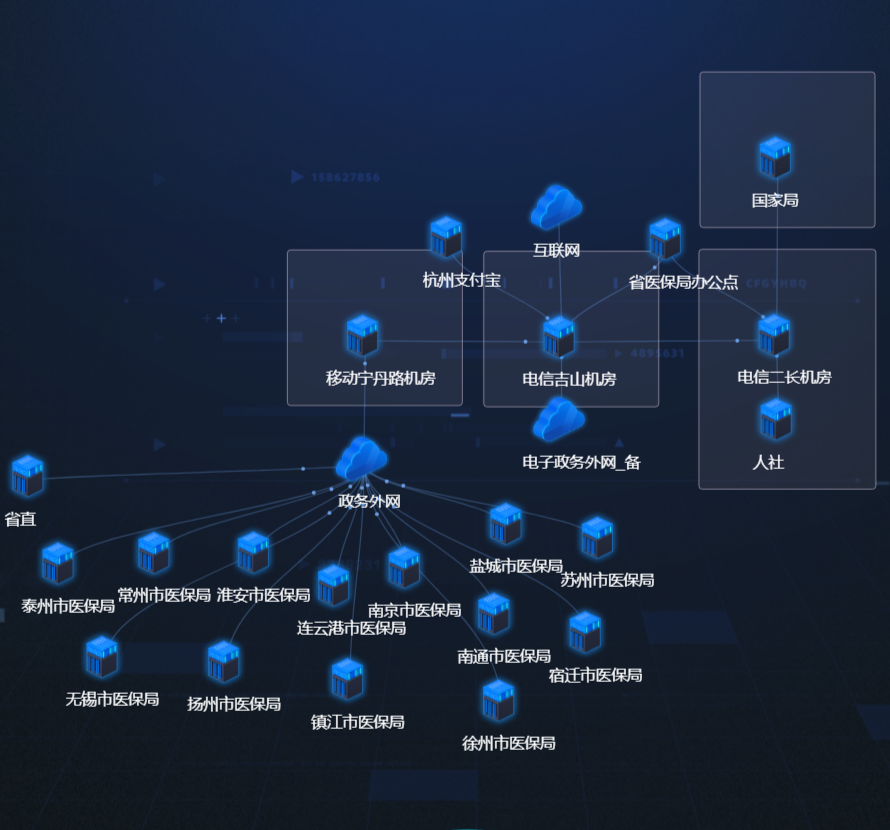 158627856
国家局
互联网
杭州支付宝
省医保局办公点
CFGYHBQ
4895631
移动宁丹路机房
电信吉山机房
电信二长机房
电子政务外网_备
人社
政务外网
省直
盐城市医保局
苏州市医保局
泰州市医保局
常州市医保局
淮安市医保局
南京市医保局
连云港市医保局
南通市医保局
宿迁市医保局
无锡市医保局
扬州市医保局
镇江市医保局
徐州市医保局